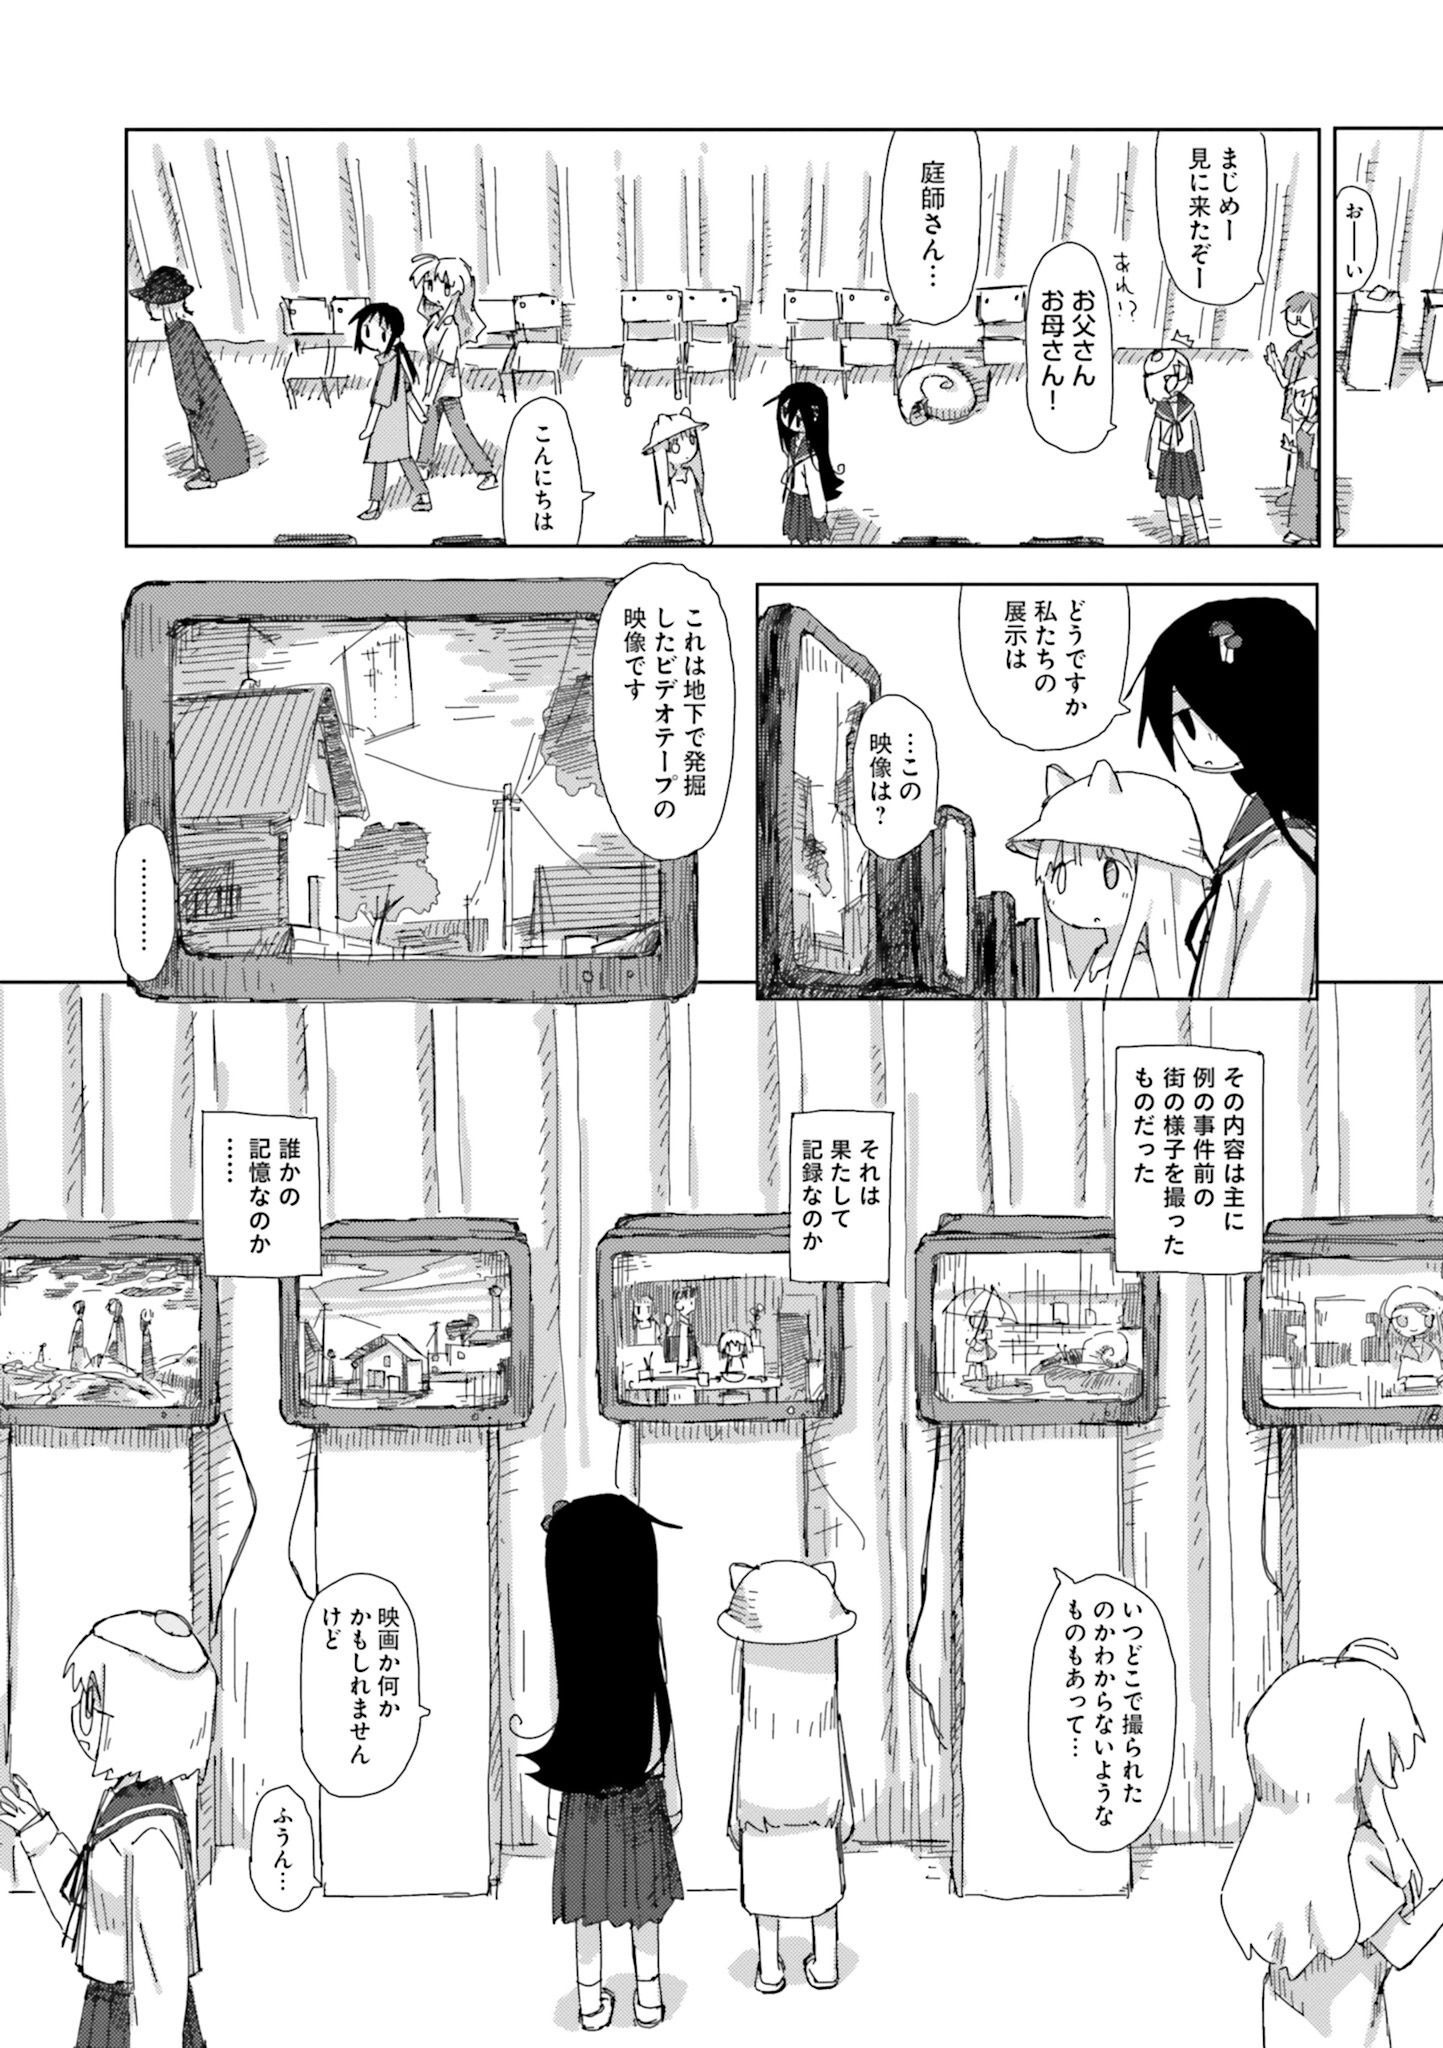 おーい
まじめー
見に来たぞー
あれ!?
お父さん
お母さん!
庭師さん…
こんにちは
どうですか
私たちの
展示は
…この
映像は?
これは地下で発掘
したビデオテープの
映像です
………
その内容は主に
例の事件前の
街の様子を撮った
ものだった
それは
果たして
記録なのか
誰かの
記憶なのか
……
いつどこで撮られた
のかわからないような
ものもあって…
映画か何か
かもしれません
けど
ふうん…